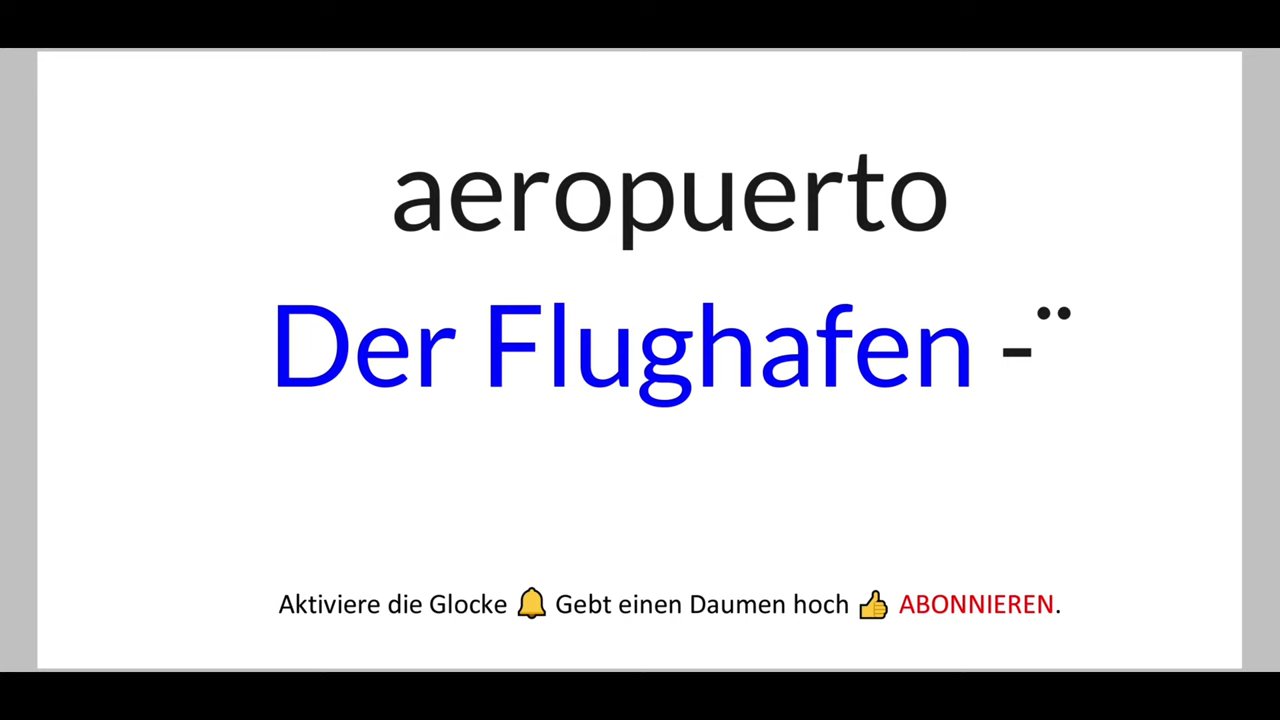 aeropuerto
Der Flughafen -¨
Aktiviere die Glocke 🔔 Gebt einen Daumen hoch 👍 ABONNIEREN.